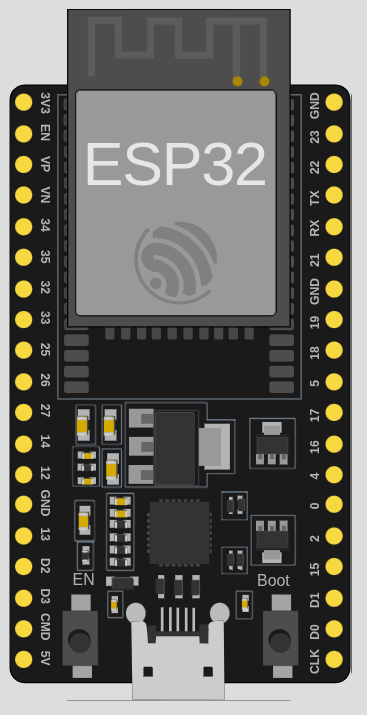 ESP32
3V3
EN
VP
VN
34
35
32
33
25
26
27
14
12
GND
13
D2
D3
CMD
5V
GND
23
22
TX
RX
21
GND
19
18
5
17
16
4
0
2
15
D1
D0
CLK
EN
Boot